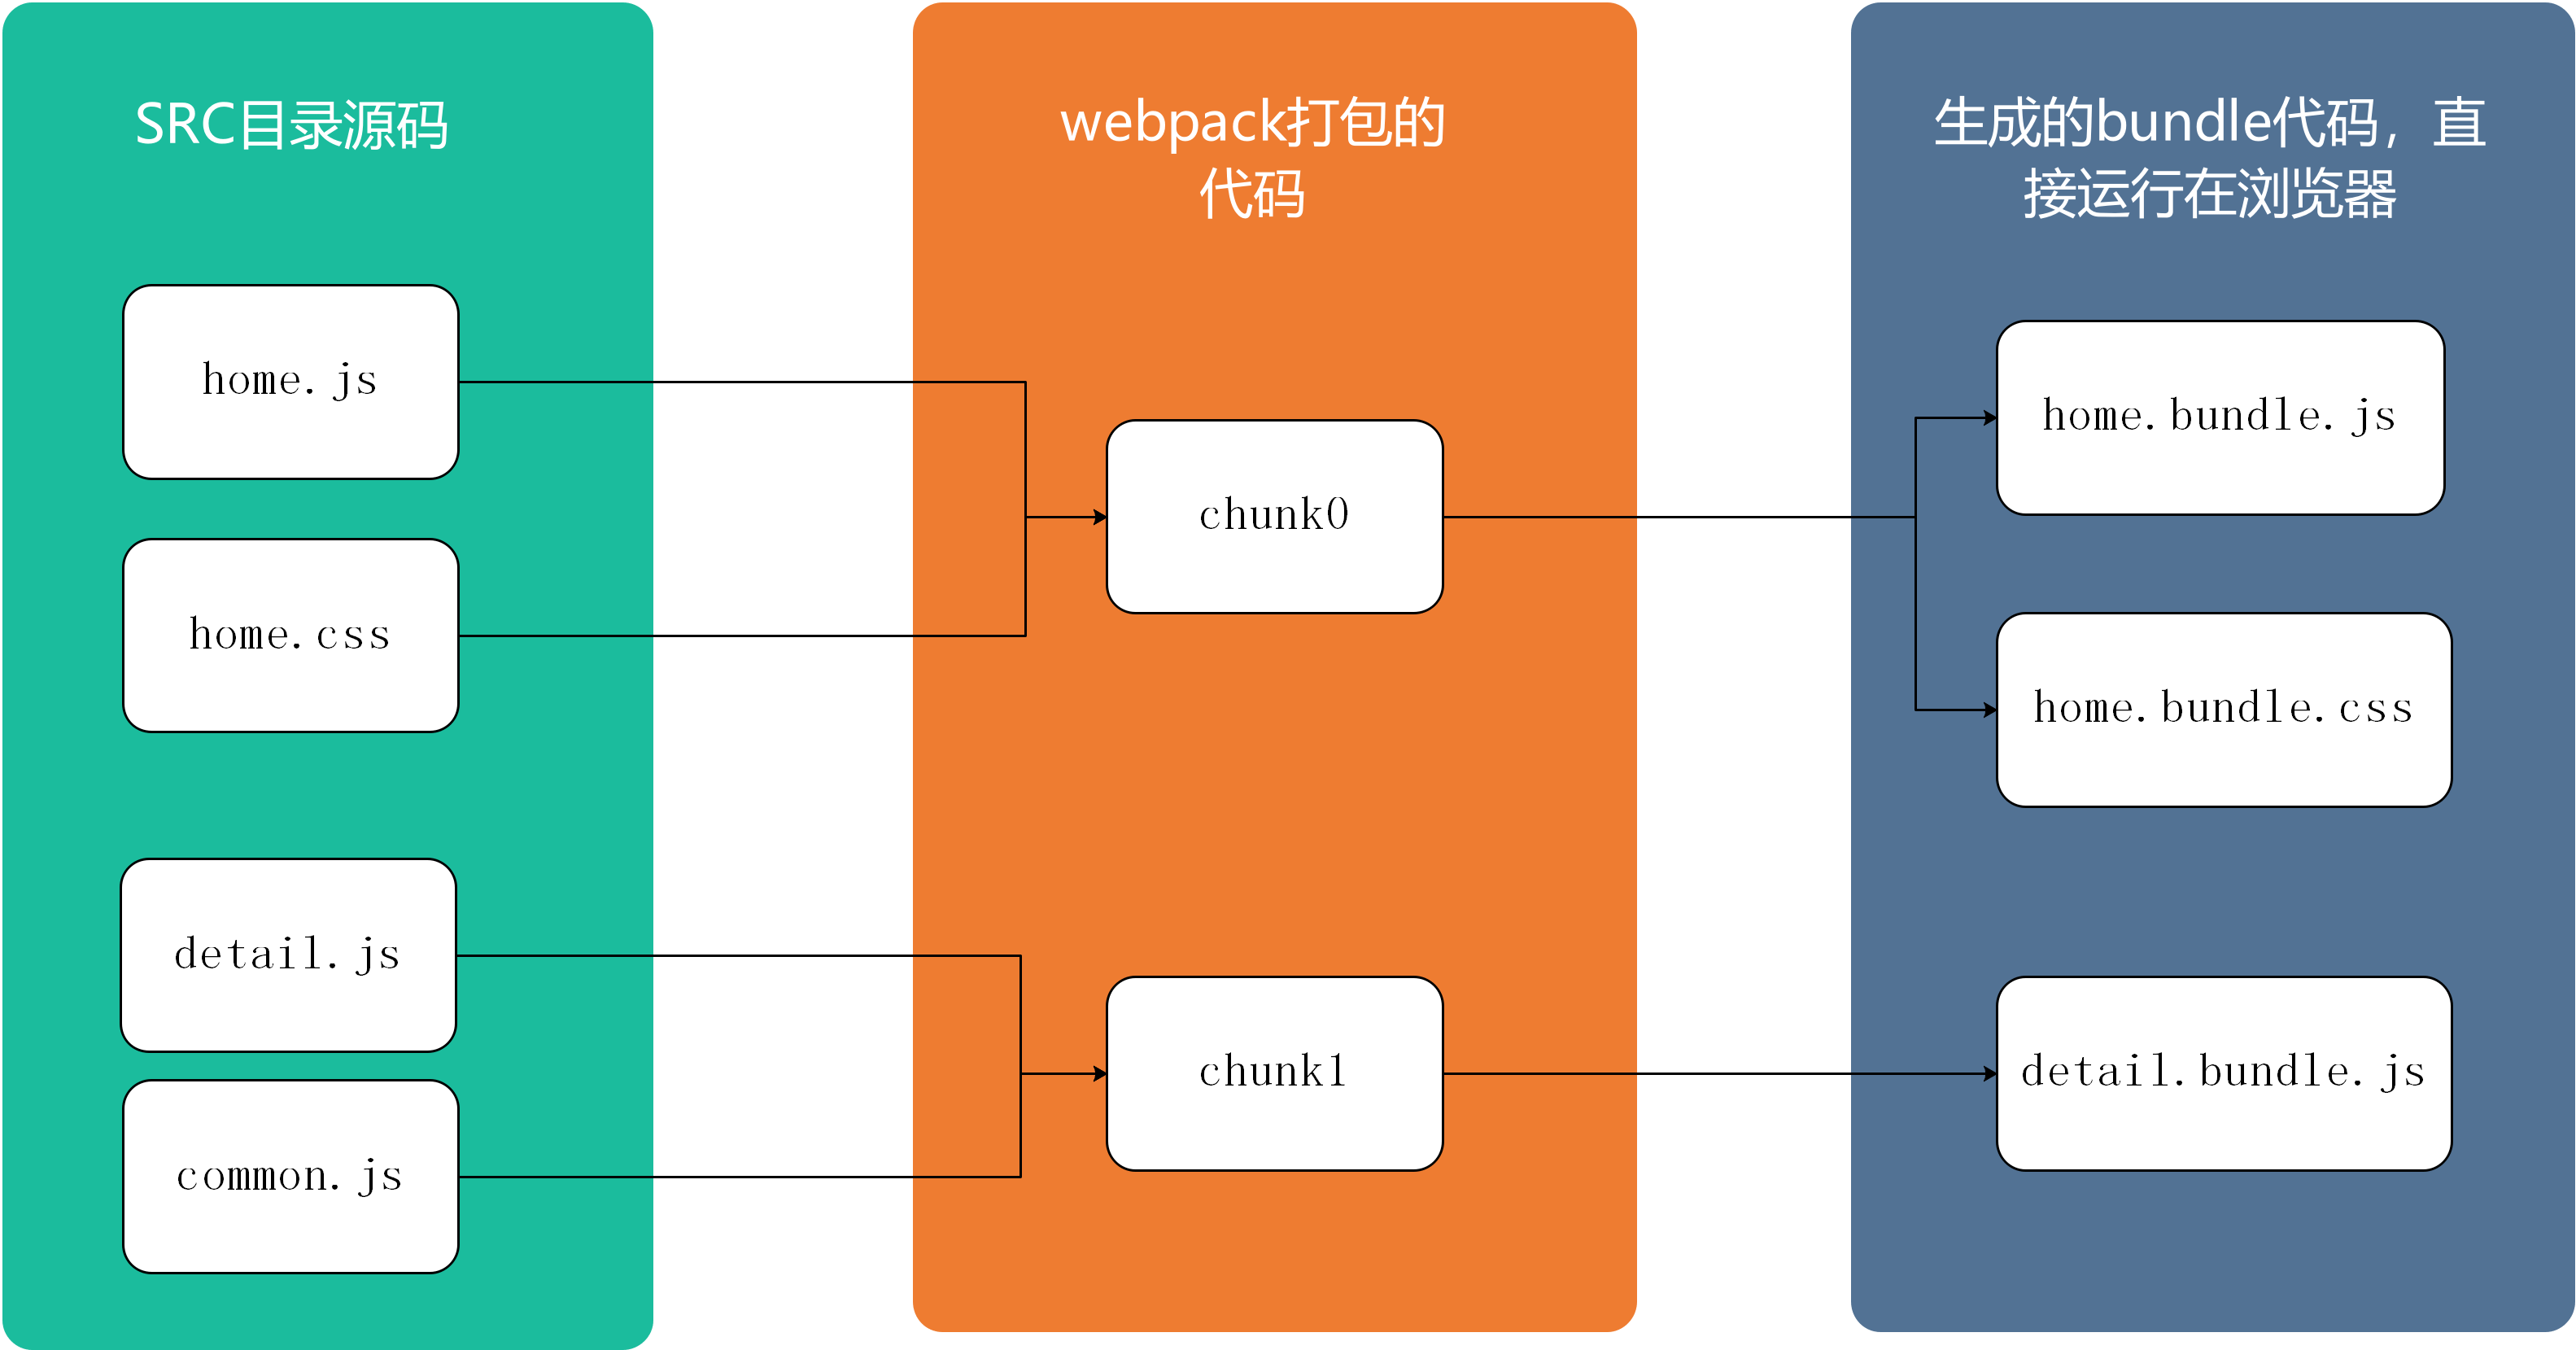 SRC目录源码
home.js
home.css
detail.js
common.js
webpack打包的
代码
chunk0
chunk1
生成的bundle代码，直
接运行在浏览器
home.bundle.js
home.bundle.css
detail.bundle.js